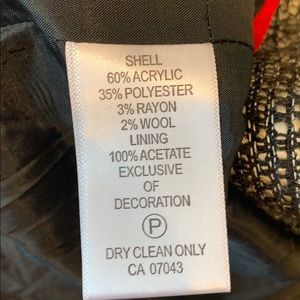 SHELL
60% ACRYLIC
35% POLYESTER
3% RAYON
2% WOOL
LINING
100% ACETATE
EXCLUSIVE
OF
DECORATION
P
DRY CLEAN ONLY
CA 07043